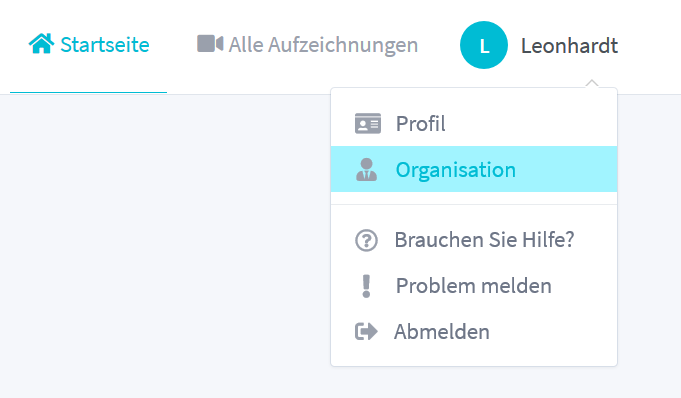 Startseite Alle Aufzeichnungen L Leonhardt
Profil
Organisation
Brauchen Sie Hilfe?
Problem melden
Abmelden